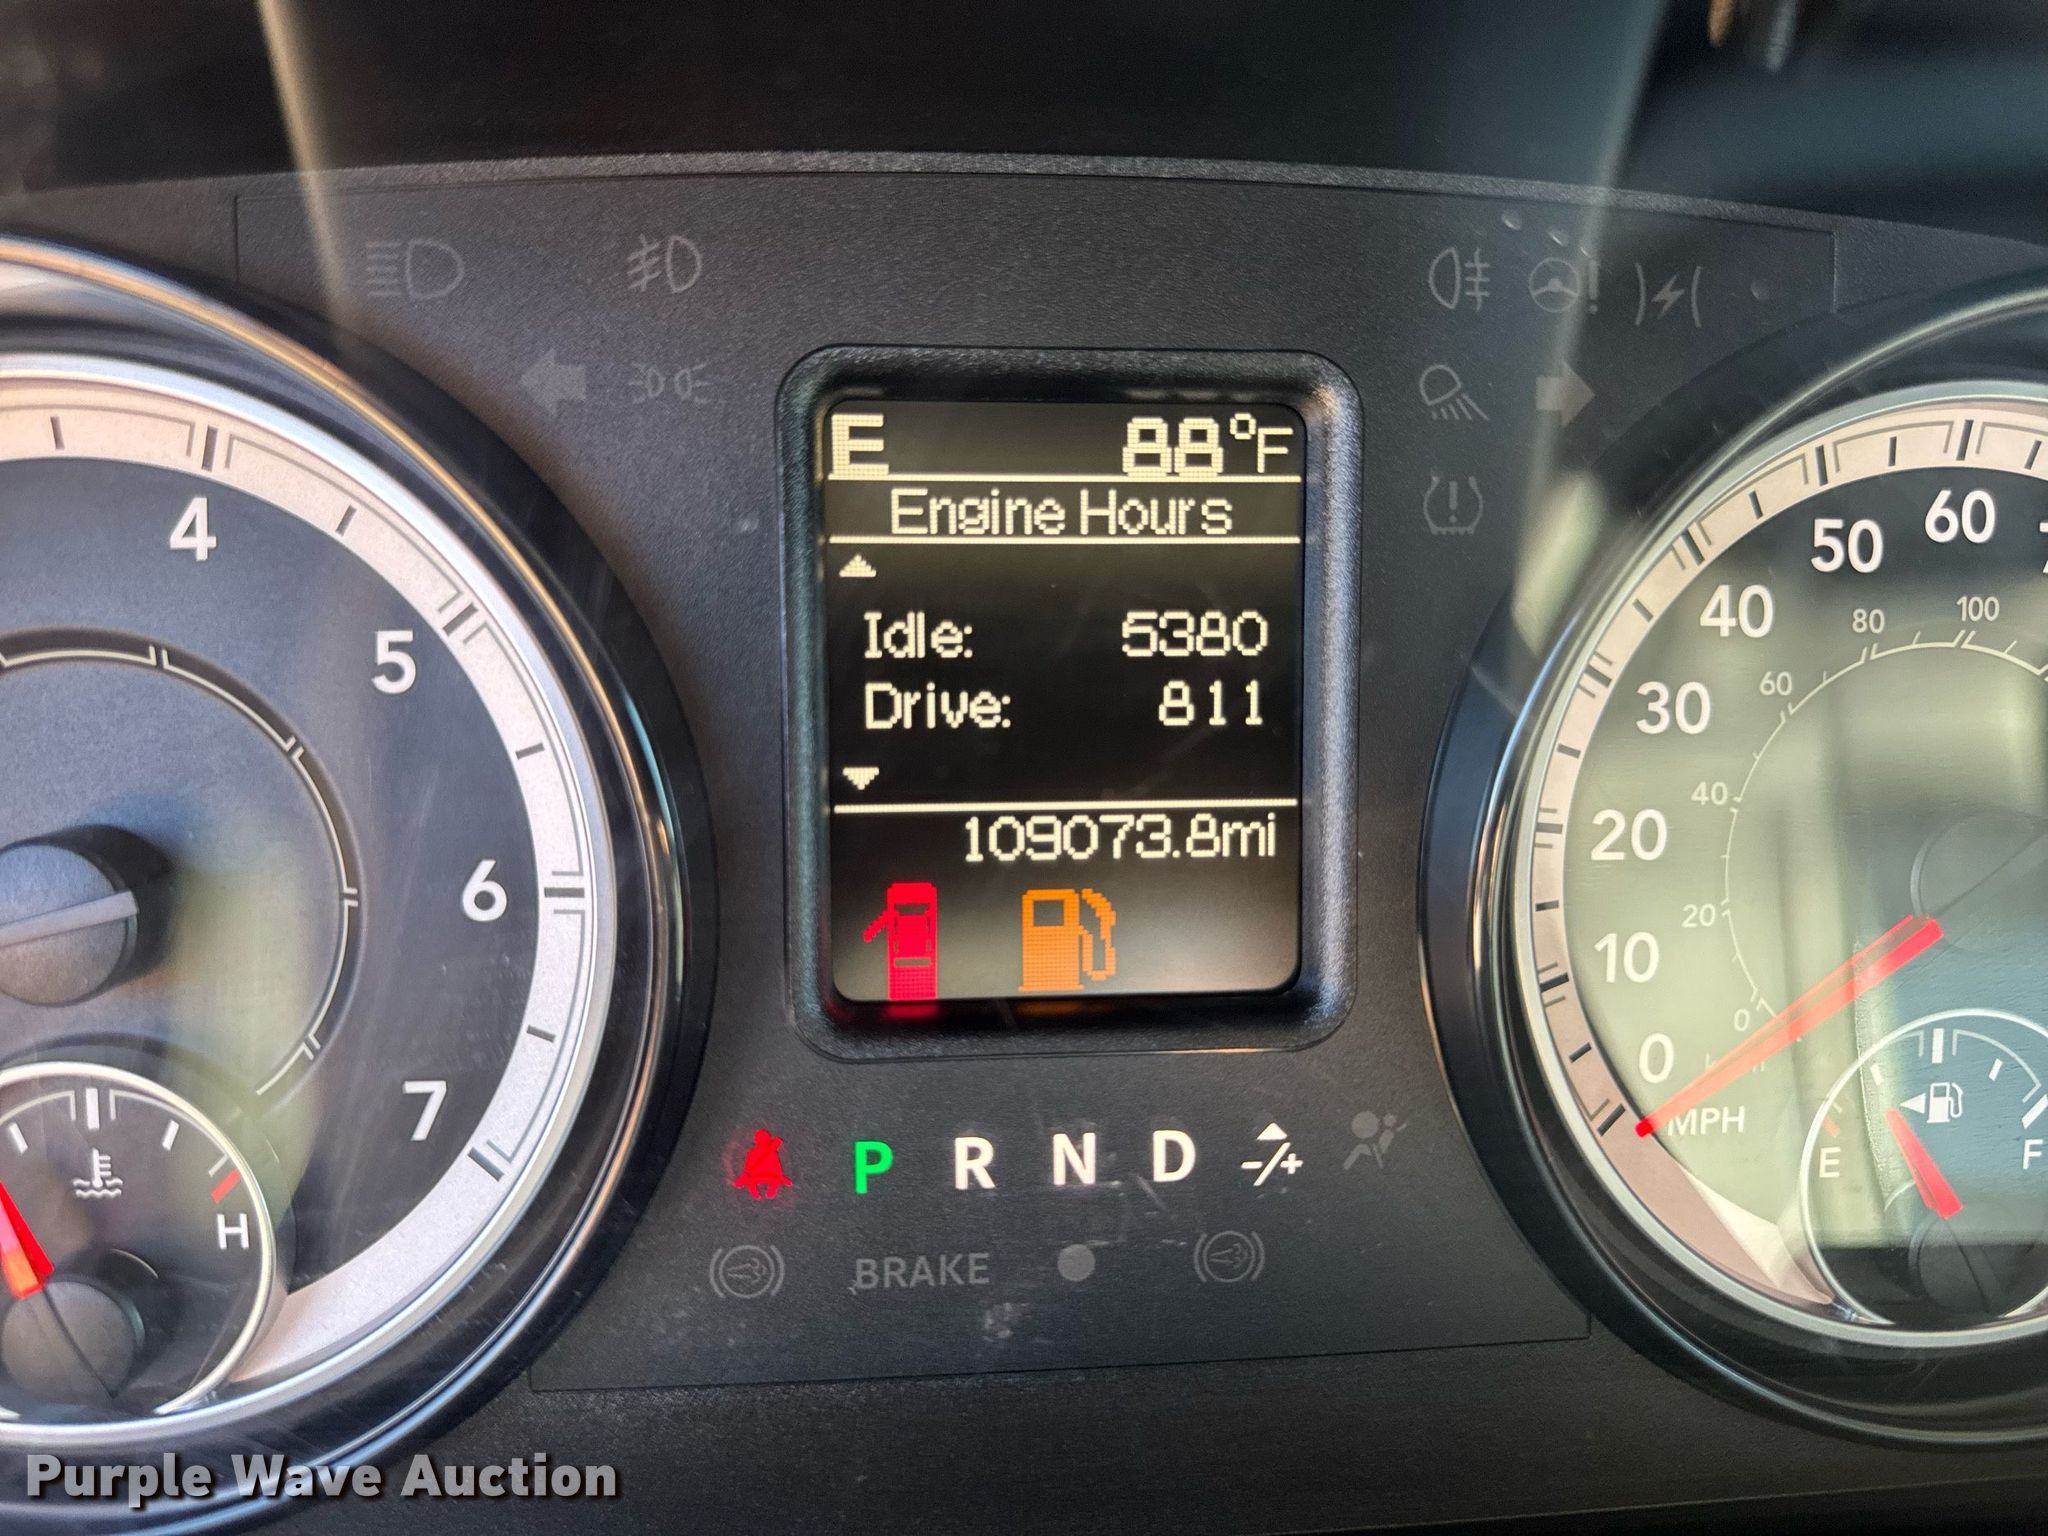 E 88°F
Engine Hours
Idle: 5380
Drive: 811
109073.8mi
4
5
6
7
H
P R N D -/+
BRAKE
0
10
20
30
40
50
60
0
20
40
60
80
100
MPH
E
F
Purple Wave Auction